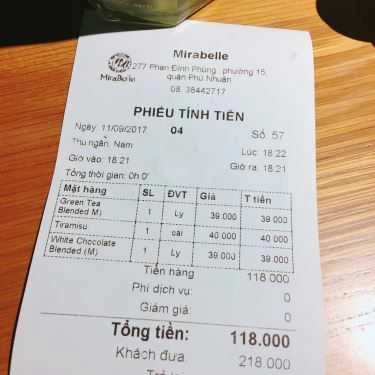 Mirabelle
MiraBelle
277 Phan Đình Phùng, phường 15,
quận Phú Nhuận
08. 38442717
PHIẾU TÍNH TIỀN
Ngày: 11/09/2017 04 Số: 57
Thu ngân: Nam Lúc: 18:22
Giờ vào: 18:21 Giờ ra: 18:21
Tổng thời gian: 0h 0'
Mặt hàng SL ĐVT Giá T tiền
Green Tea
Blended M) 1 Ly 39.000 39 000
Tiramisu 1 cái 40 000 40 000
White Chocolate
Blended (M) 1 Ly 39 000 39 000
Tiền hàng 118 000
Phí dịch vụ: 0
Giảm giá: 0
Tổng tiền: 118.000
Khách đưa: 218.000